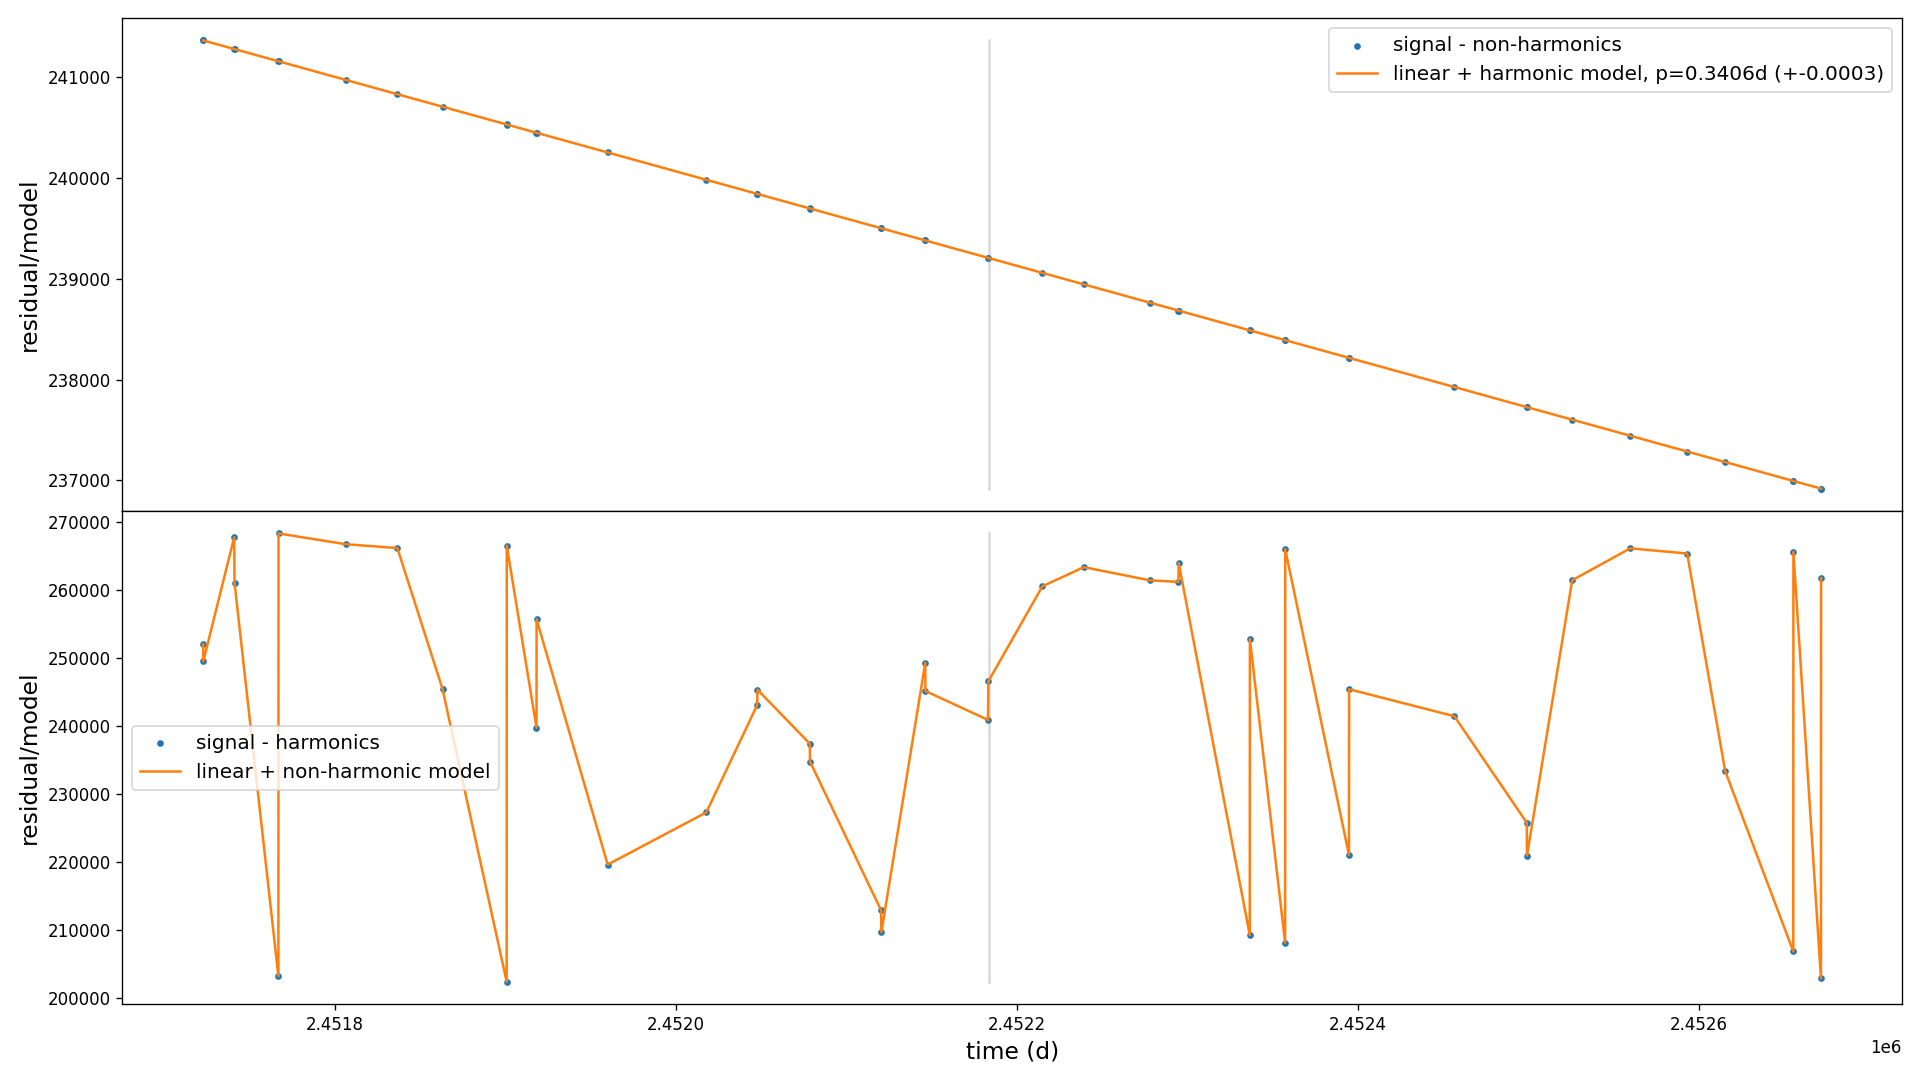 signal - non-harmonics
linear + harmonic model, p=0.3406d (+-0.0003)
241000
240000
239000
238000
237000
residual/model
270000
260000
250000
240000
230000
220000
210000
200000
residual/model
signal - harmonics
linear + non-harmonic model
2.4518
2.4520
2.4522
2.4524
2.4526
1e6
time (d)